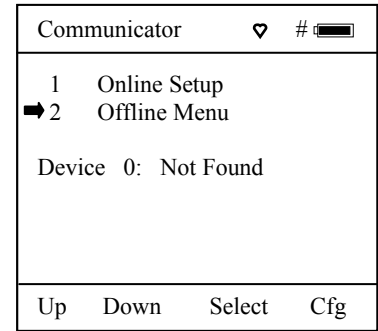 Communicator ♡ #
1 Online Setup
2 Offline Menu
Device 0: Not Found
Up Down Select Cfg